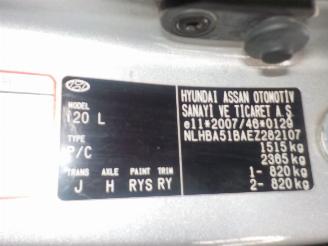 MODEL
i20 L
TYPE
P/C
TRANS AXLE PAINT TRIM
J H RYS RY
HYUNDAI ASSAN OTOMOTİV
SANAYİ VE TİCARET A.Ş
e11*2007/46*0129
NLHBA51BAEZ282107
1515 kg
2365 kg
1- 820 kg
2- 820 kg